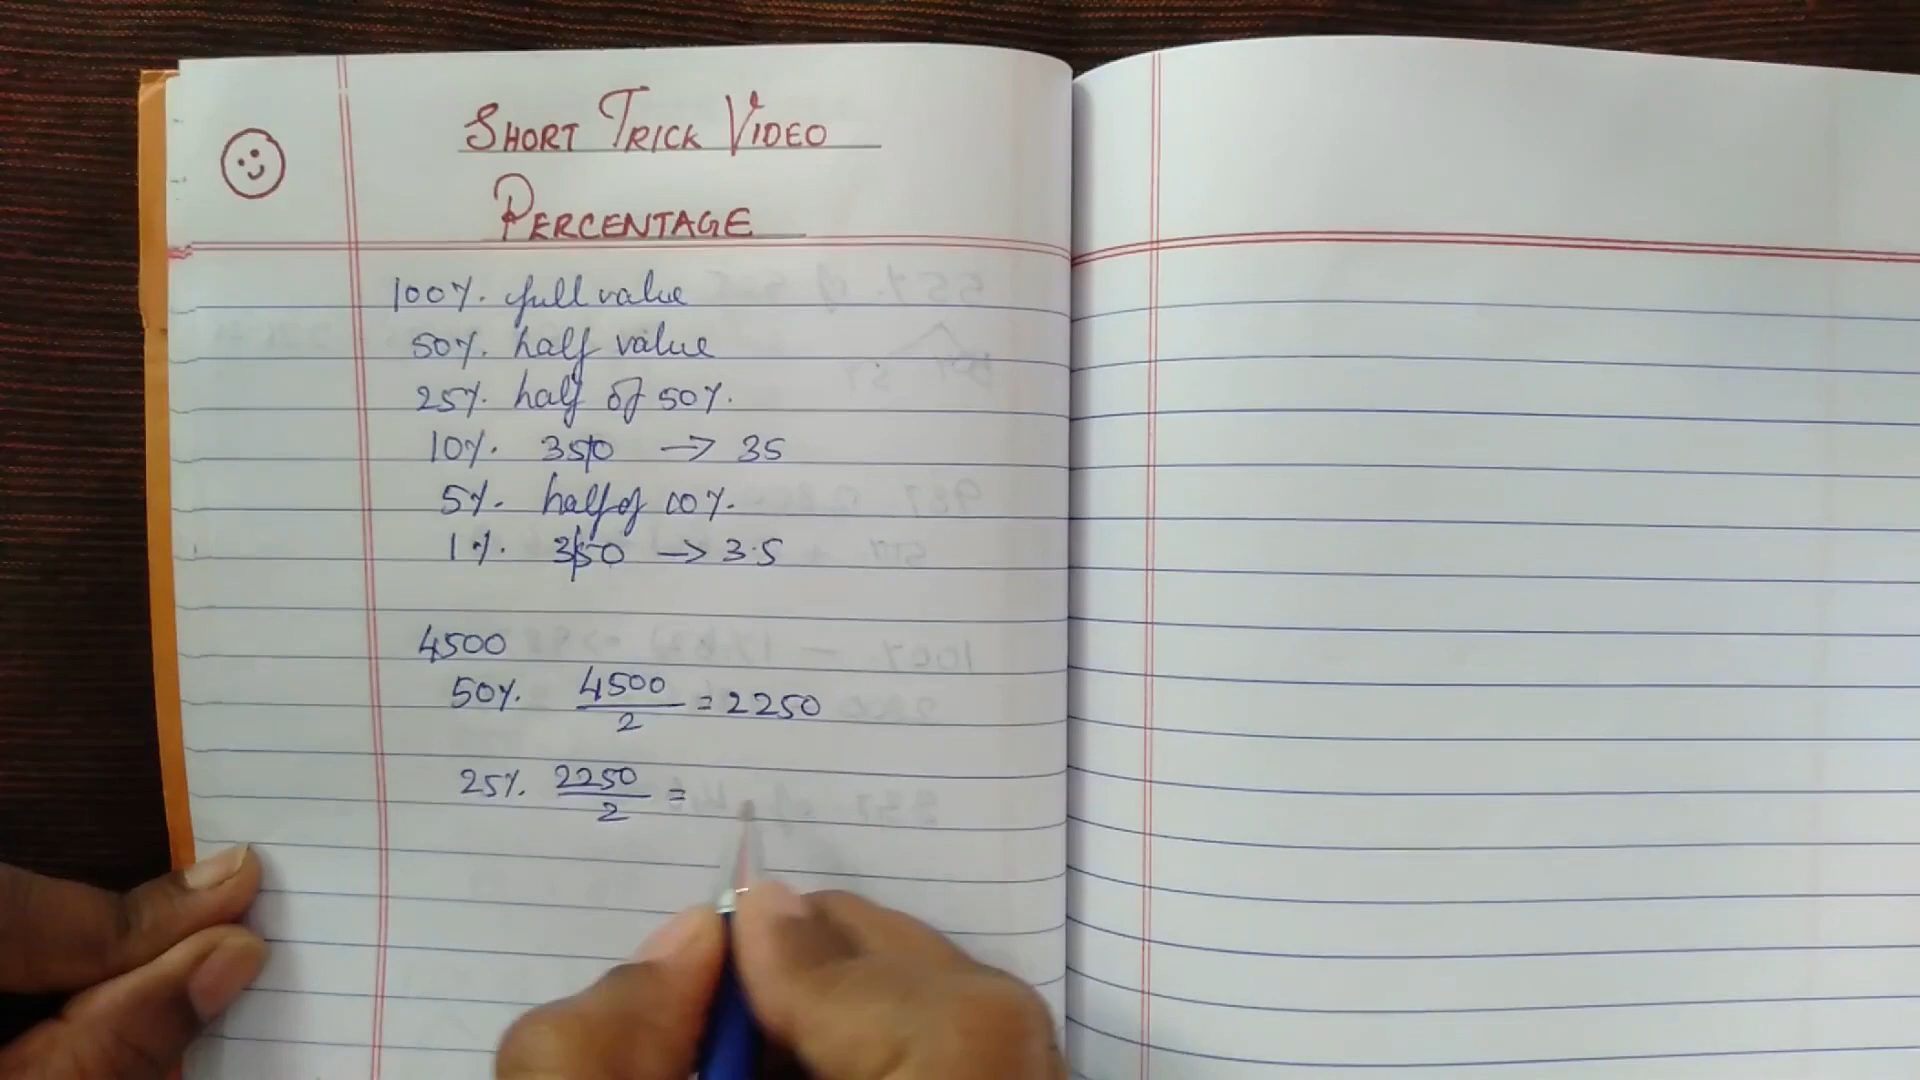 SHORT TRICK VIDEO
PERCENTAGE
100%. full value
50%. half value
25%. half of 50%.
10%. 350 → 35
5%. half of 10%.
1%. 350 → 3.5
4500
50%. 4500/2 = 2250
25%. 2250/2 =